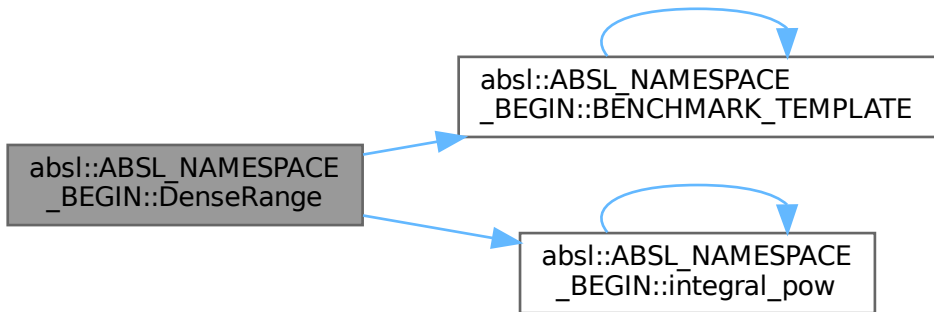 absl::ABSL_NAMESPACE
_BEGIN::DenseRange
absl::ABSL_NAMESPACE
_BEGIN::BENCHMARK_TEMPLATE
absl::ABSL_NAMESPACE
_BEGIN::integral_pow